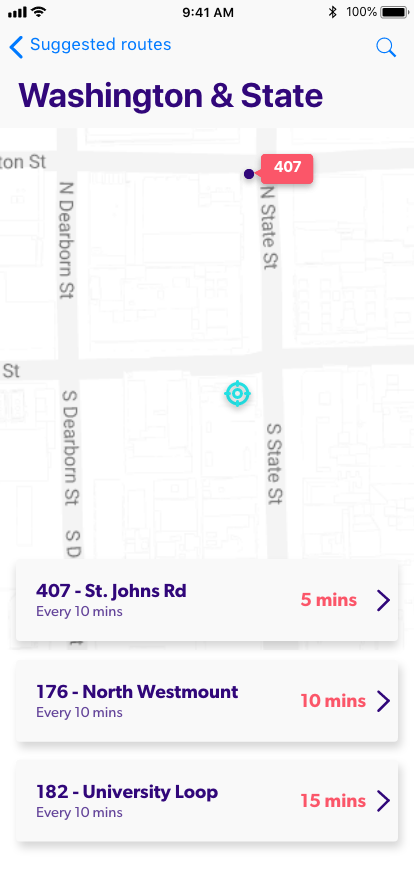 9:41 AM
100%
Suggested routes
Washington & State
ton St
407
N Dearborn St
N State St
St
S Dearborn St
S State St
S D
407 - St. Johns Rd
Every 10 mins
5 mins
176 - North Westmount
Every 10 mins
10 mins
182 - University Loop
Every 10 mins
15 mins